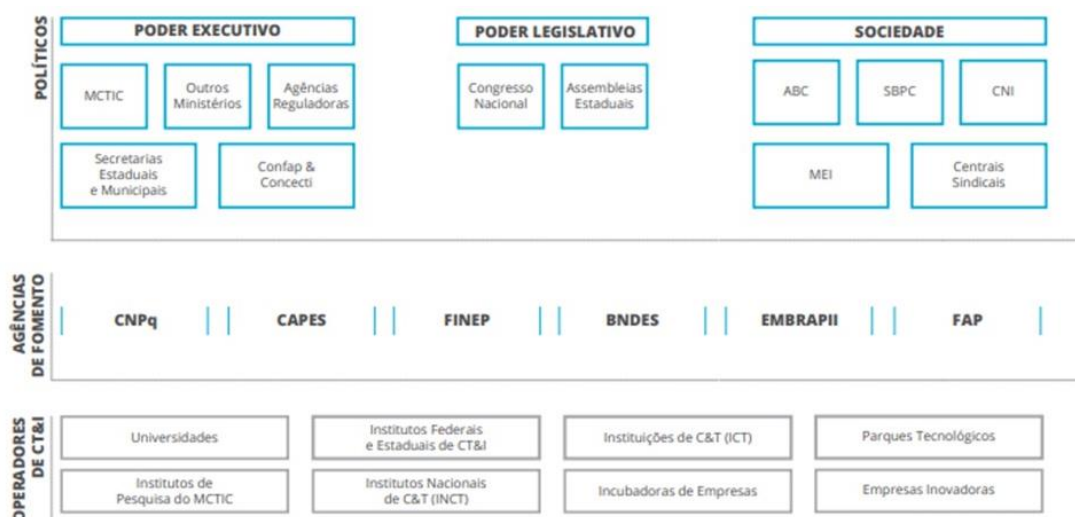 POLÍTICOS
PODER EXECUTIVO
PODER LEGISLATIVO
SOCIEDADE
MCTIC
Outros
Ministérios
Agências
Reguladoras
Congresso
Nacional
Assembleias
Estaduais
ABC
SBPC
CNI
Secretarias
Estaduais
e Municipais
Confap &
Concecti
MEI
Centrais
Sindicais
AGÊNCIAS
DE FOMENTO
CNPq
CAPES
FINEP
BNDES
EMBRAPII
FAP
OPERADORES
DE CT&I
Universidades
Institutos Federais
e Estaduais de CT&I
Instituições de C&T (ICT)
Parques Tecnológicos
Institutos de
Pesquisa do MCTIC
Institutos Nacionais
de C&T (INCT)
Incubadoras de Empresas
Empresas Inovadoras